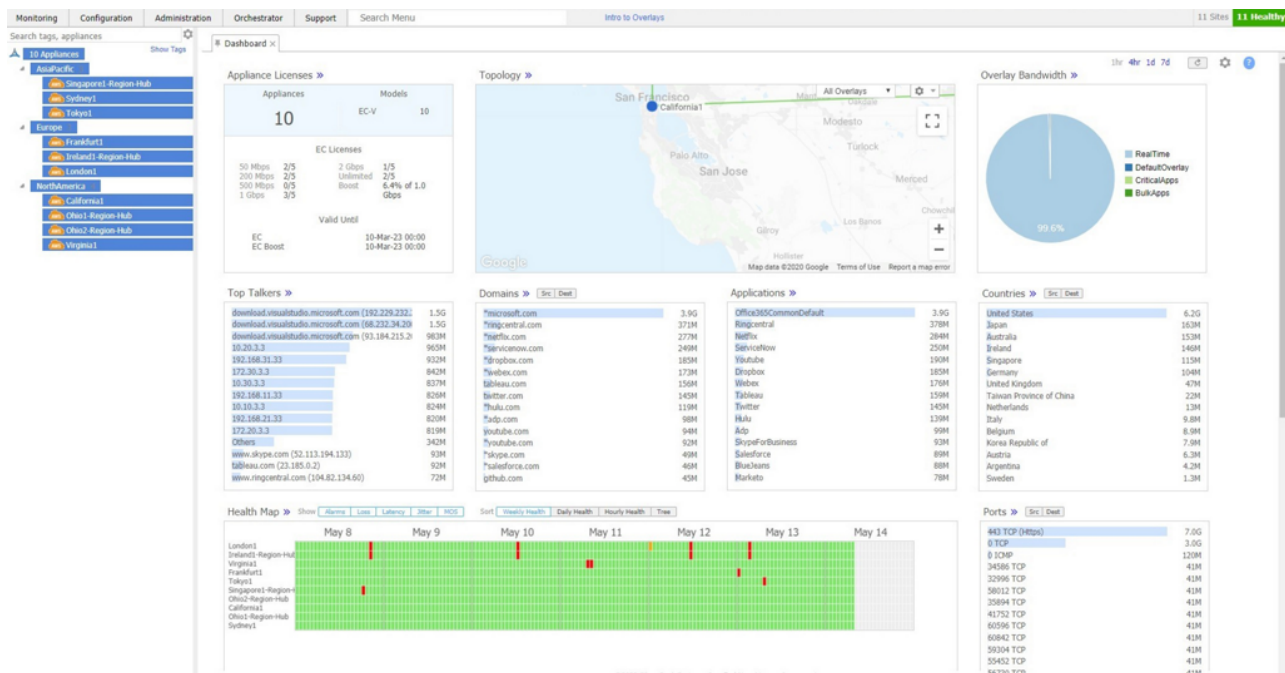 Monitoring Configuration Administration Orchestrator Support Search Menu Intro to Overlays 11 Sites 11 Healthy
Search tags, appliances
Show Tags
10 Appliances
AsiaPacific
Singapore1-Region-Hub
Sydney1
Tokyo1
Europe
Frankfurt1
Ireland1-Region-Hub
London1
NorthAmerica
California1
Ohio1-Region-Hub
Ohio2-Region-Hub
Virginia1
Dashboard ×
1hr 4hr 1d 7d
Appliance Licenses »
Appliances Models
10 EC-V 10
EC Licenses
50 Mbps 2/5 2 Gbps 1/5
200 Mbps 2/5 Unlimited 2/5
500 Mbps 0/5 Boost 6.4% of 1.0
1 Gbps 3/5 Gbps
Valid Until
EC 10-Mar-23 00:00
EC Boost 10-Mar-23 00:00
Topology »
All Overlays
San Francisco
California1
Oakdale
Modesto
Turlock
Palo Alto
San Jose
Merced
Chowchil
Los Banos
Gilroy
Hollister
Google
Map data ©2020 Google Terms of Use Report a map error
Overlay Bandwidth »
RealTime
DefaultOverlay
CriticalApps
BulkApps
99.6%
Top Talkers »
download.visualstudio.microsoft.com (192.229.232. 1.5G
download.visualstudio.microsoft.com (68.232.34.20 1.5G
download.visualstudio.microsoft.com (93.184.215.2 983M
10.20.3.3 965M
192.168.31.33 932M
172.30.3.3 842M
10.30.3.3 837M
192.168.11.33 826M
10.10.3.3 824M
192.168.21.33 820M
172.20.3.3 819M
Others 342M
www.skype.com (52.113.194.133) 93M
tableau.com (23.185.0.2) 92M
www.ringcentral.com (104.82.134.60) 72M
Domains » Src Dest
*microsoft.com 3.9G
*ringcentral.com 371M
*netflix.com 277M
*servicenow.com 249M
*dropbox.com 185M
*webex.com 173M
tableau.com 156M
twitter.com 145M
*hulu.com 119M
*adp.com 98M
youtube.com 94M
*youtube.com 92M
*skype.com 49M
*salesforce.com 46M
github.com 45M
Applications »
Office365CommonDefault 3.9G
Ringcentral 378M
Netflix 284M
ServiceNow 250M
Youtube 190M
Dropbox 185M
Webex 176M
Tableau 159M
Twitter 145M
Hulu 139M
Adp 99M
SkypeForBusiness 93M
Salesforce 89M
BlueJeans 88M
Marketo 78M
Countries » Src Dest
United States 6.2G
Japan 163M
Australia 153M
Ireland 146M
Singapore 115M
Germany 104M
United Kingdom 47M
Taiwan Province of China 22M
Netherlands 13M
Italy 9.8M
Belgium 8.9M
Korea Republic of 7.9M
Austria 6.3M
Argentina 4.2M
Sweden 1.3M
Health Map » Show Alarms Loss Latency Jitter MOS Sort Weekly Health Daily Health Hourly Health Tree
May 8 May 9 May 10 May 11 May 12 May 13 May 14
London1
Ireland1-Region-Hub
Virginia1
Frankfurt1
Tokyo1
Singapore1-Region-H
Ohio2-Region-Hub
California1
Ohio1-Region-Hub
Sydney1
Ports » Src Dest
443 TCP (Https) 7.0G
0 TCP 3.0G
0 ICMP 120M
34586 TCP 41M
32996 TCP 41M
58012 TCP 41M
35894 TCP 41M
41752 TCP 41M
60596 TCP 41M
60842 TCP 41M
59304 TCP 41M
55452 TCP 41M